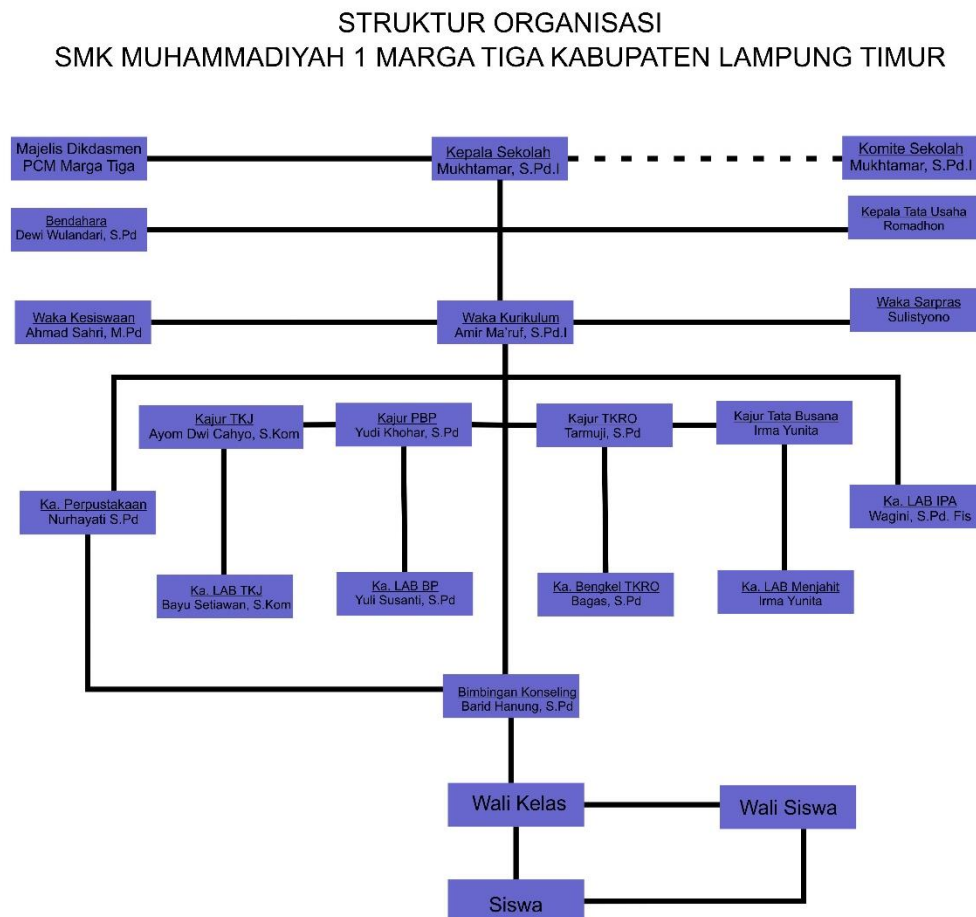 STRUKTUR ORGANISASI
SMK MUHAMMADIYAH 1 MARGA TIGA KABUPATEN LAMPUNG TIMUR
Majelis Dikdasmen
PCM Marga Tiga
Kepala Sekolah
Mukhtamar, S.Pd.I
Komite Sekolah
Mukhtamar, S.Pd.I
Bendahara
Dewi Wulandari, S.Pd
Kepala Tata Usaha
Romadhon
Waka Kesiswaan
Ahmad Sahri, M.Pd
Waka Kurikulum
Amir Ma'ruf, S.Pd.I
Waka Sarpras
Sulistyono
Kajur TKJ
Ayom Dwi Cahyo, S.Kom
Kajur PBP
Yudi Khohar, S.Pd
Kajur TKRO
Tarmuji, S.Pd
Kajur Tata Busana
Irma Yunita
Ka. Perpustakaan
Nurhayati S.Pd
Ka. LAB IPA
Wagini, S.Pd. Fis
Ka. LAB TKJ
Bayu Setiawan, S.Kom
Ka. LAB BP
Yuli Susanti, S.Pd
Ka. Bengkel TKRO
Bagas, S.Pd
Ka. LAB Menjahit
Irma Yunita
Bimbingan Konseling
Barid Hanung, S.Pd
Wali Kelas
Wali Siswa
Siswa